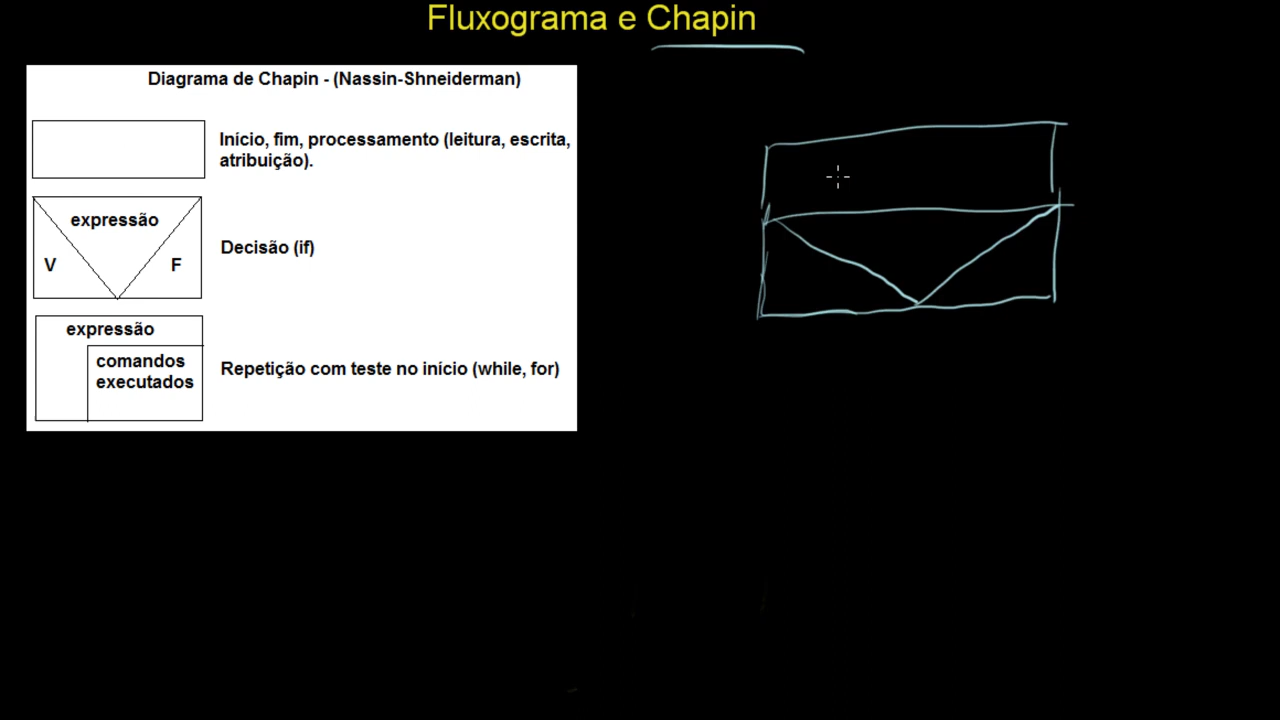 Fluxograma e Chapin
Diagrama de Chapin - (Nassin-Shneiderman)
Início, fim, processamento (leitura, escrita,
atribuição).
expressão
V
F
Decisão (if)
expressão
comandos
executados
Repetição com teste no início (while, for)